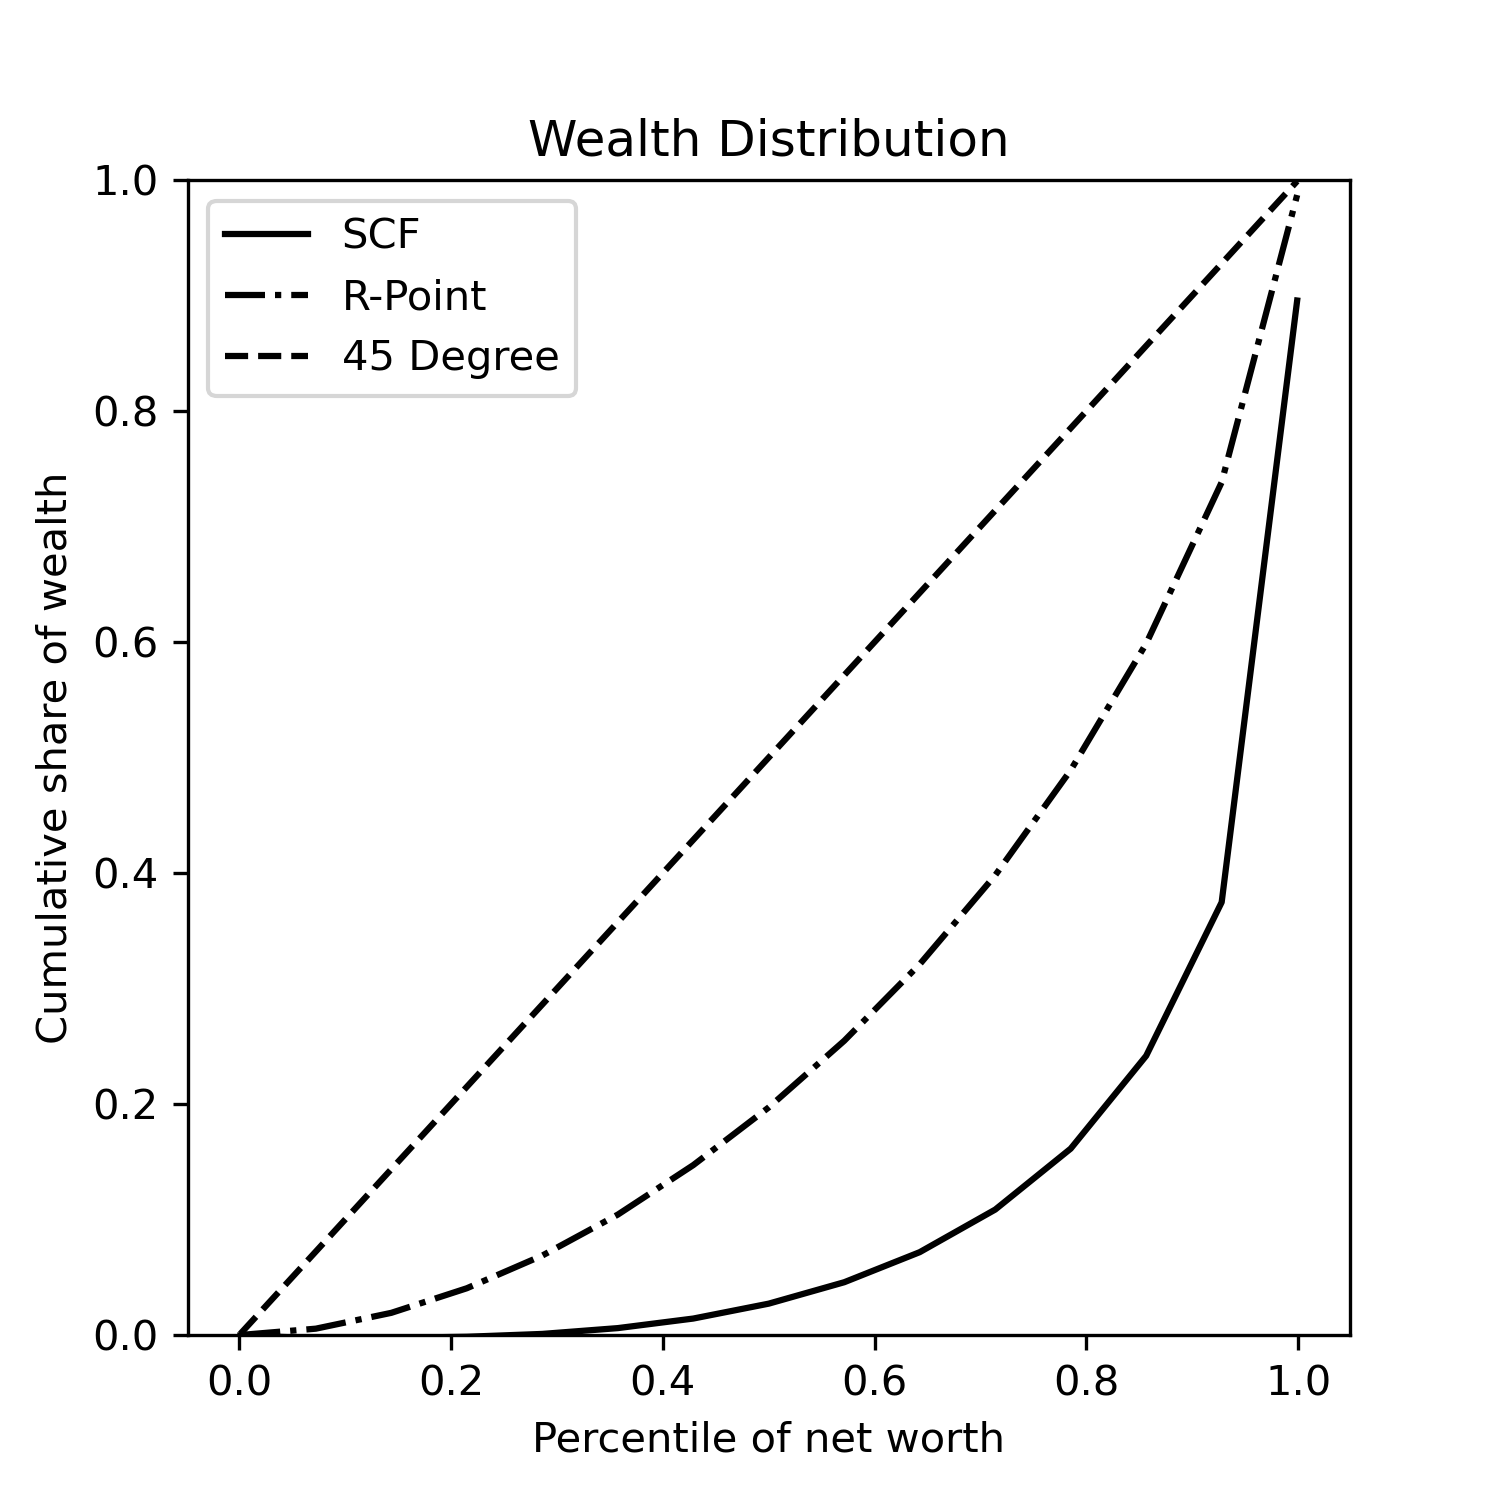 Wealth Distribution
1.0
0.8
0.6
0.4
0.2
0.0
Cumulative share of wealth
SCF
R-Point
45 Degree
0.0 0.2 0.4 0.6 0.8 1.0
Percentile of net worth